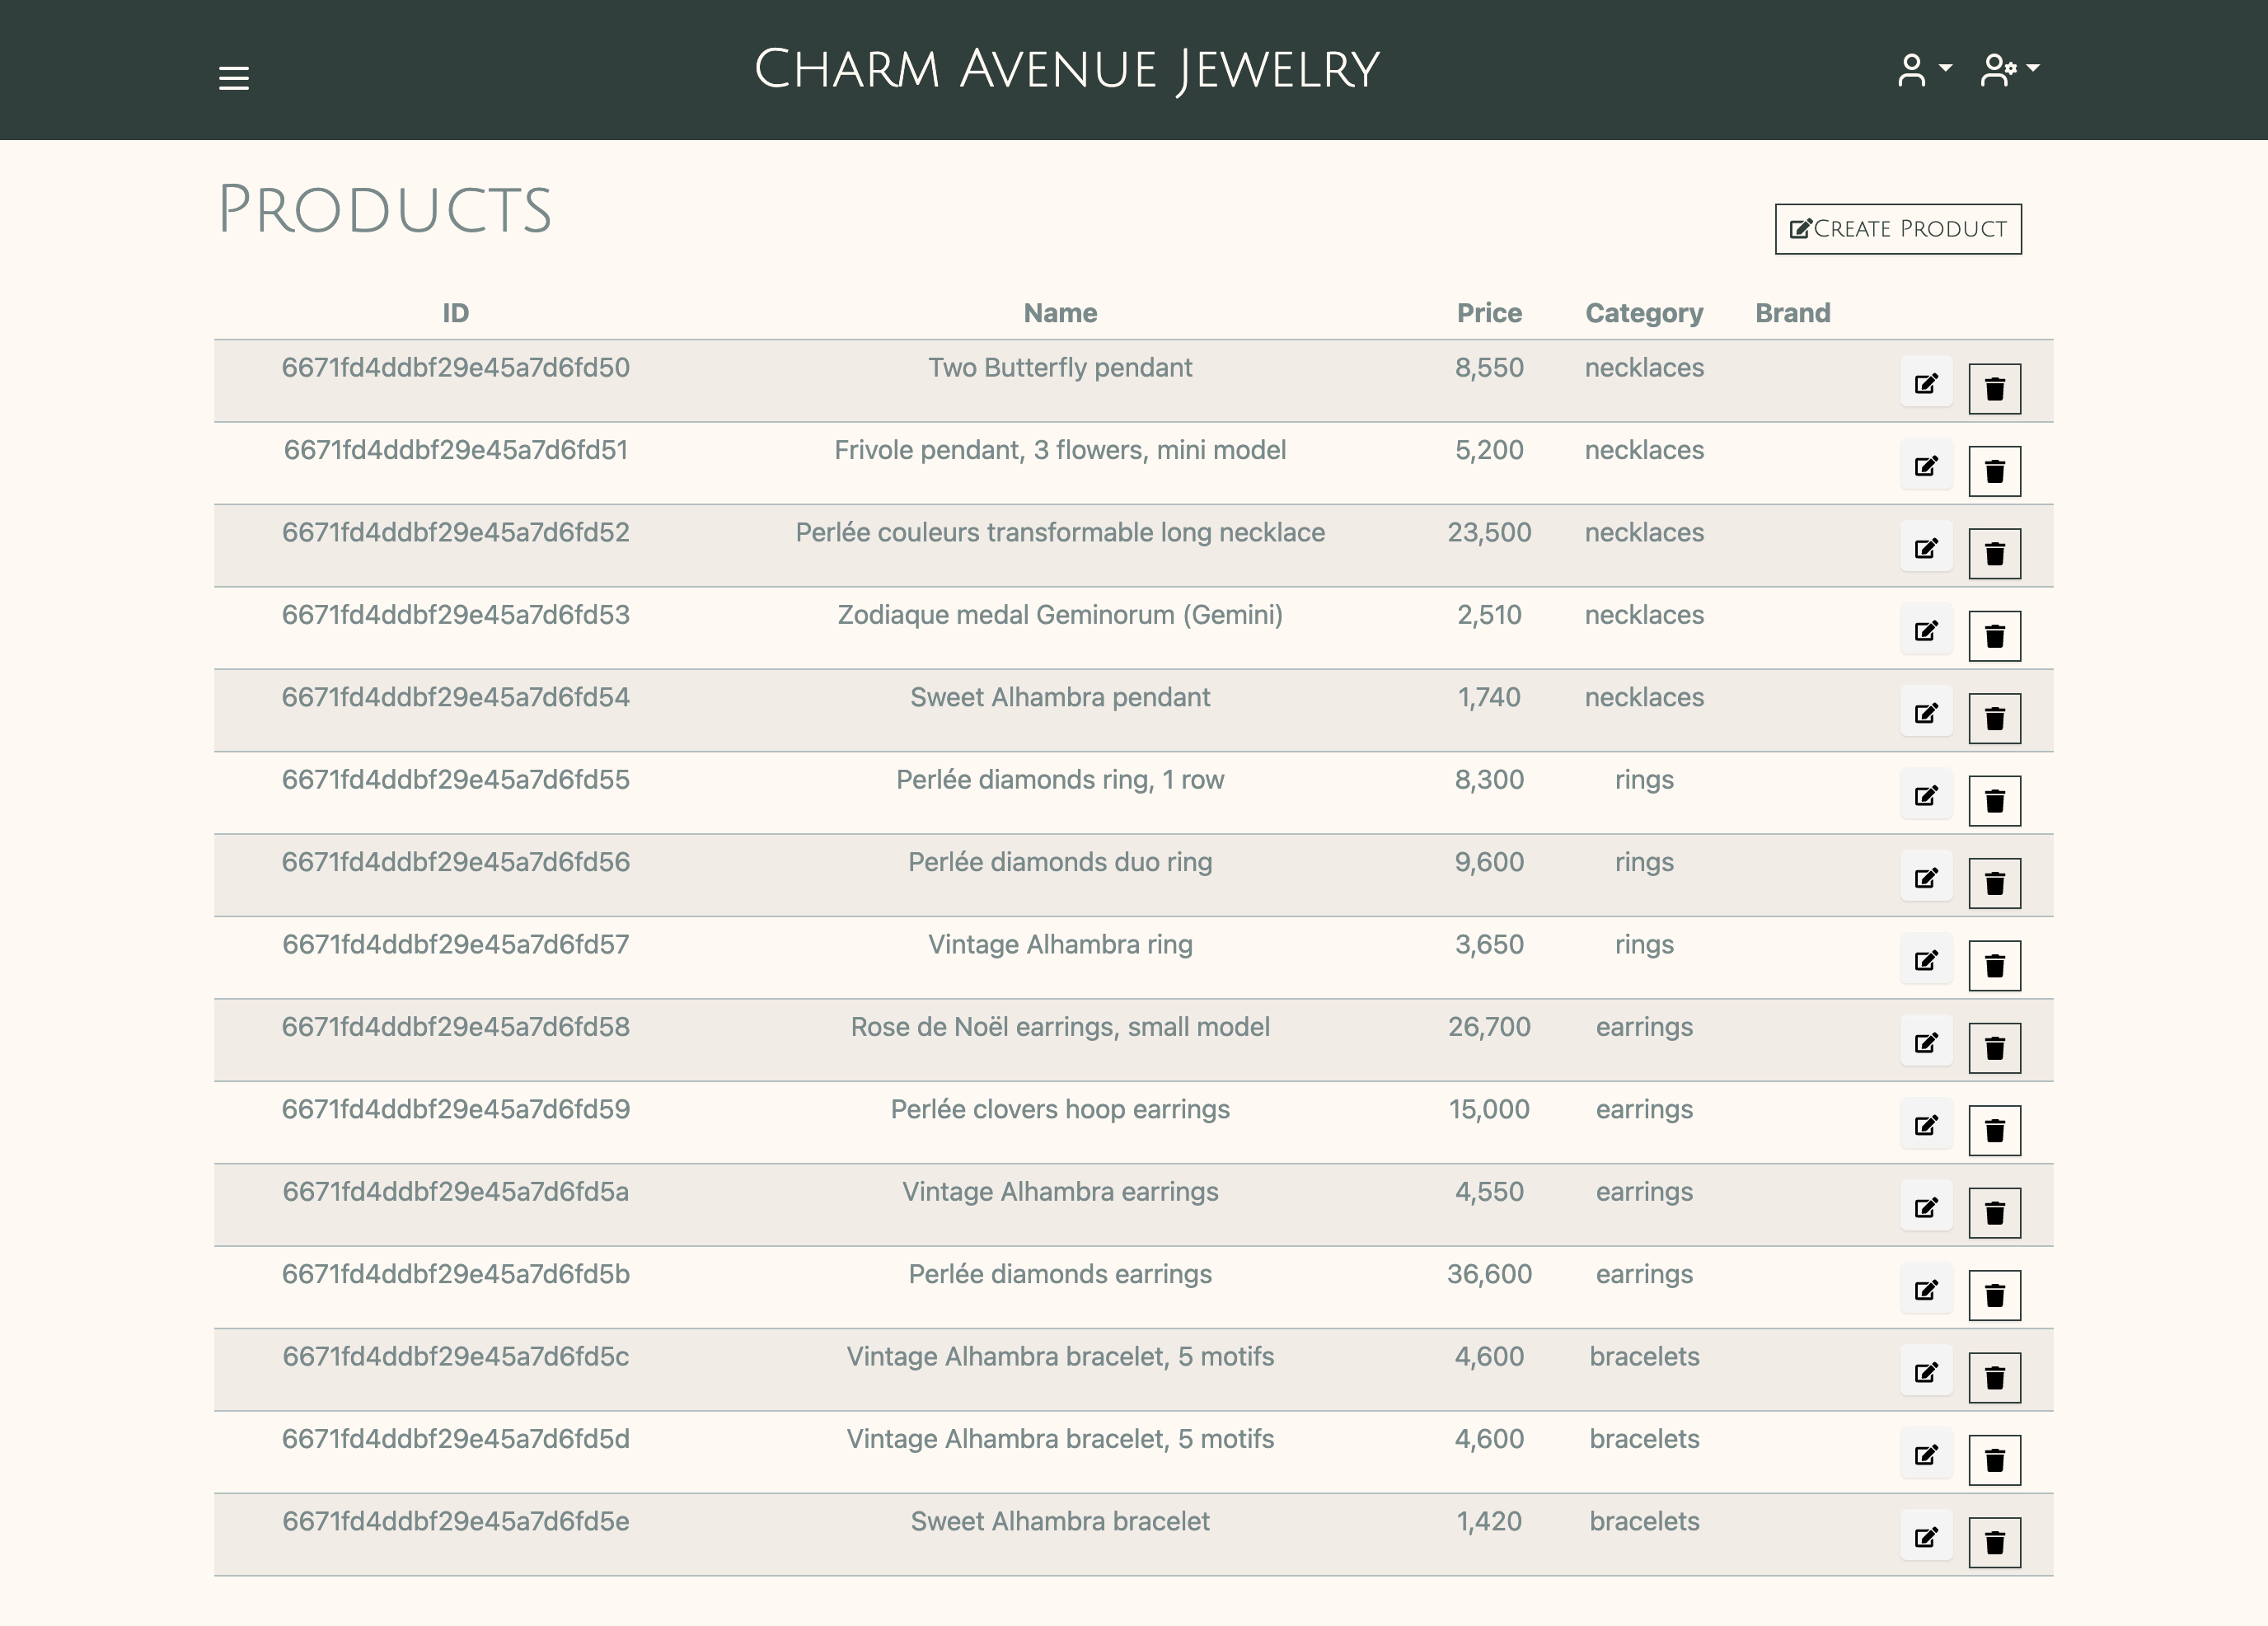 Charm Avenue Jewelry
Products
Create Product
ID Name Price Category Brand
6671fd4ddbf29e45a7d6fd50 Two Butterfly pendant 8,550 necklaces
6671fd4ddbf29e45a7d6fd51 Frivole pendant, 3 flowers, mini model 5,200 necklaces
6671fd4ddbf29e45a7d6fd52 Perlée couleurs transformable long necklace 23,500 necklaces
6671fd4ddbf29e45a7d6fd53 Zodiaque medal Geminorum (Gemini) 2,510 necklaces
6671fd4ddbf29e45a7d6fd54 Sweet Alhambra pendant 1,740 necklaces
6671fd4ddbf29e45a7d6fd55 Perlée diamonds ring, 1 row 8,300 rings
6671fd4ddbf29e45a7d6fd56 Perlée diamonds duo ring 9,600 rings
6671fd4ddbf29e45a7d6fd57 Vintage Alhambra ring 3,650 rings
6671fd4ddbf29e45a7d6fd58 Rose de Noël earrings, small model 26,700 earrings
6671fd4ddbf29e45a7d6fd59 Perlée clovers hoop earrings 15,000 earrings
6671fd4ddbf29e45a7d6fd5a Vintage Alhambra earrings 4,550 earrings
6671fd4ddbf29e45a7d6fd5b Perlée diamonds earrings 36,600 earrings
6671fd4ddbf29e45a7d6fd5c Vintage Alhambra bracelet, 5 motifs 4,600 bracelets
6671fd4ddbf29e45a7d6fd5d Vintage Alhambra bracelet, 5 motifs 4,600 bracelets
6671fd4ddbf29e45a7d6fd5e Sweet Alhambra bracelet 1,420 bracelets